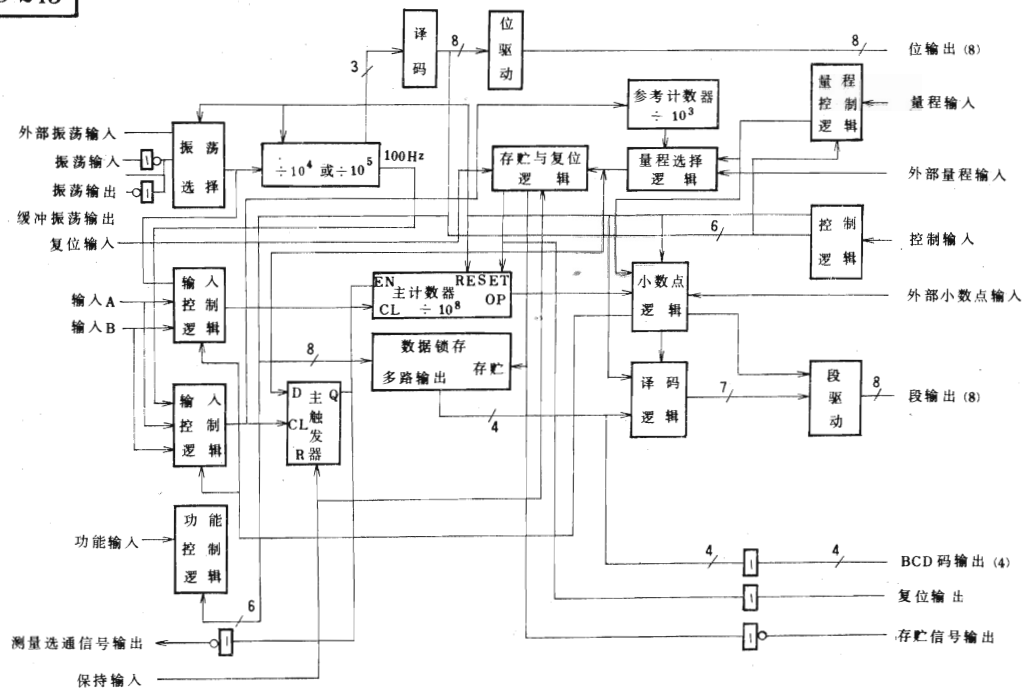 译码
8
位驱动
8
位输出 (8)
3
参考计数器
÷ 10³
量程控制逻辑
量程输入
外部振荡输入
振荡选择
÷10⁴ 或÷10⁵
100Hz
存贮与复位逻辑
量程选择逻辑
外部量程输入
振荡输入
振荡输出
缓冲振荡输出
复位输入
6
控制逻辑
控制输入
输入控制逻辑
输入A
输入B
EN
RESET
主计数器
OP
CL
÷ 10⁸
小数点逻辑
外部小数点输入
8
数据锁存
多路输出
存贮
4
译码逻辑
7
段驱动
8
段输出 (8)
输入控制逻辑
D
主触发器
Q
CL
R
功能输入
功能控制逻辑
6
4
4
BCD码输出 (4)
复位输出
测量选通信号输出
存贮信号输出
保持输入